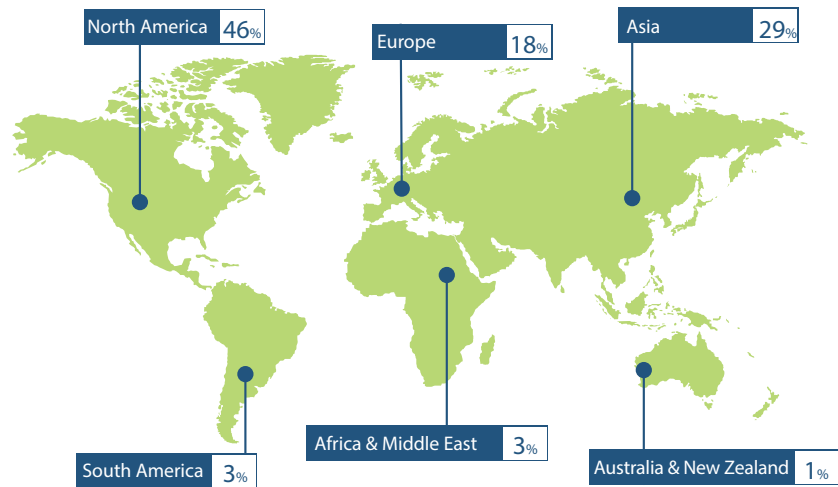 North America 46%
Europe 18%
Asia 29%
Africa & Middle East 3%
South America 3%
Australia & New Zealand 1%